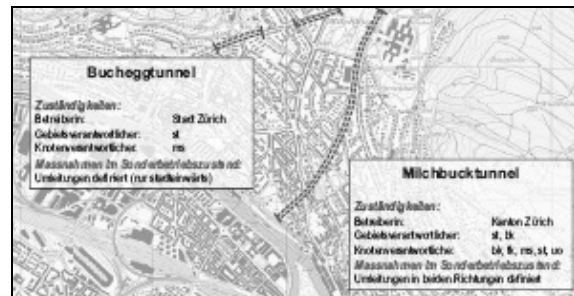 Bucheggtunnel
Zuständigkeiten:
Betreiberin: Stadt Zürich
Gebietsverantwortlicher: st
Knotenverantwortlicher: ms
Massnahmen im Sonderbetriebszustand:
Umleitungen definiert (nur stadteinwärts)
Milchbucktunnel
Zuständigkeiten:
Betreiberin: Kanton Zürich
Gebietsverantwortlicher: st, bk
Knotenverantwortliche: bk, fk, ms, st, uo
Massnahmen im Sonderbetriebszustand:
Umleitungen in beiden Richtungen definiert